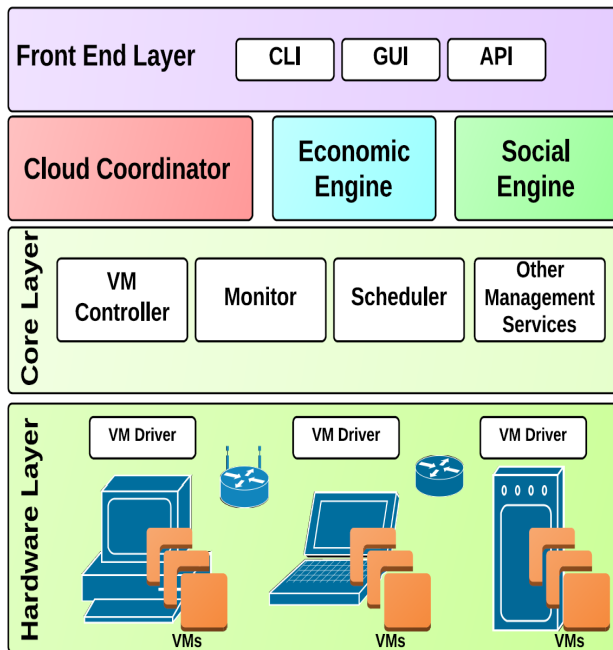 Front End Layer
CLI
GUI
API
Cloud Coordinator
Economic
Engine
Social
Engine
Core Layer
VM
Controller
Monitor
Scheduler
Other
Management
Services
Hardware Layer
VM Driver
VM Driver
VM Driver
VMs
VMs
VMs